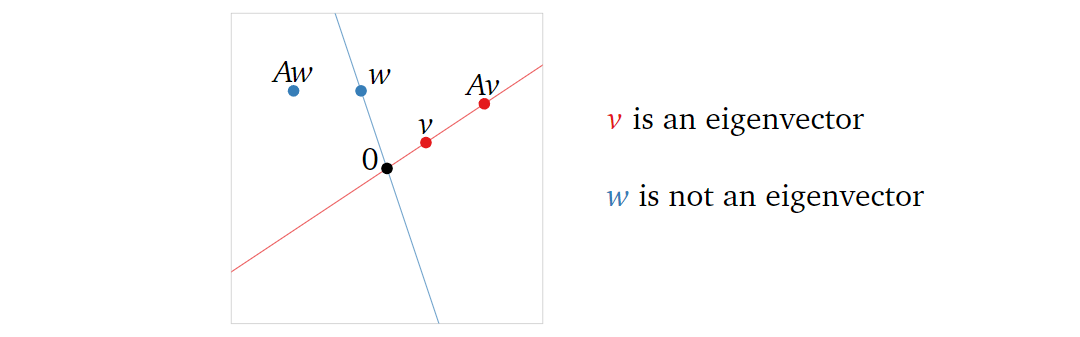 Aw
w
Av
v
0
v is an eigenvector
w is not an eigenvector